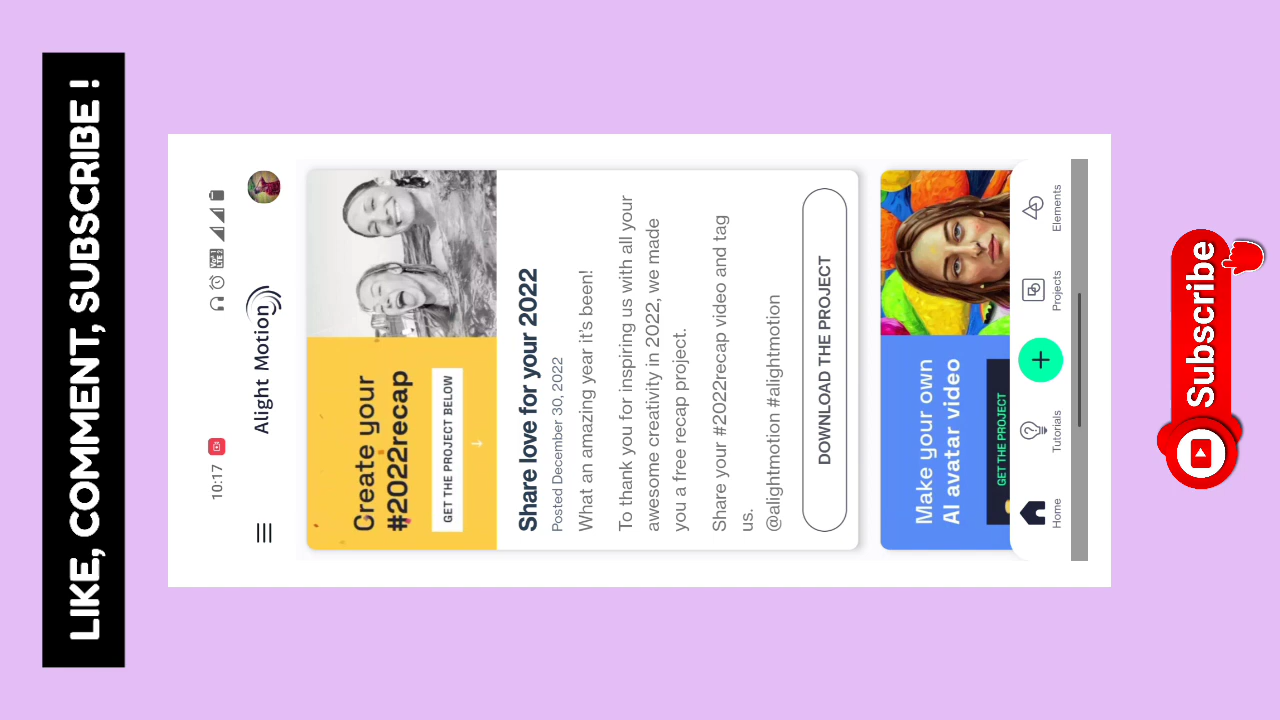 LIKE, COMMENT, SUBSCRIBE !
10:17
Alight Motion
Create your
#2022recap
GET THE PROJECT BELOW
Share love for your 2022
Posted December 30, 2022
What an amazing year it's been!
To thank you for inspiring us with all your
awesome creativity in 2022, we made
you a free recap project.
Share your #2022recap video and tag
us.
@alightmotion #alightmotion
DOWNLOAD THE PROJECT
Make your own
AI avatar video
GET THE PROJECT
Home
Tutorials
Projects
Elements
Subscribe